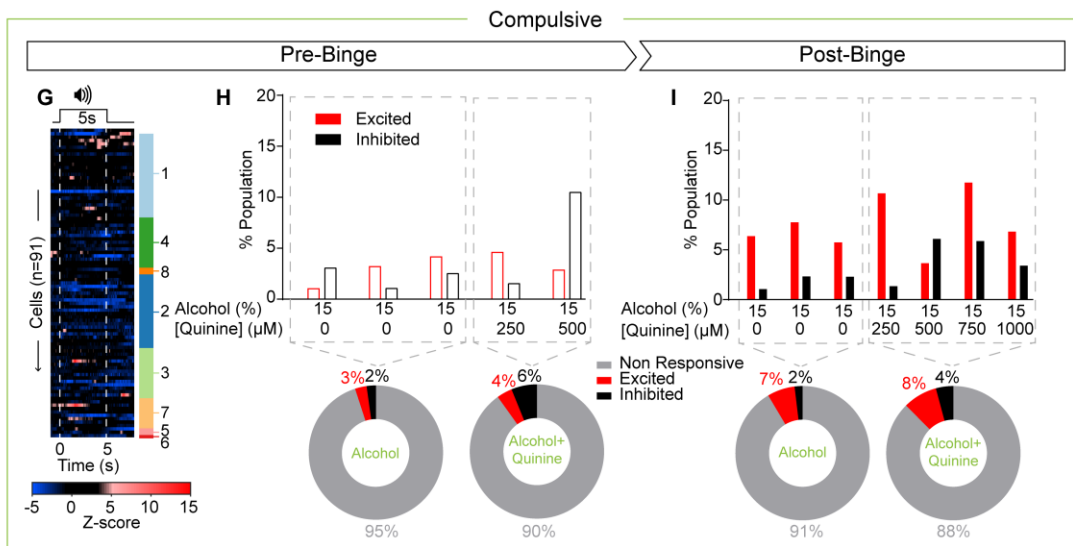 Compulsive
Pre-Binge
Post-Binge
G
5s
Cells (n=91)
1
4
8
2
3
7
5
6
0 5
Time (s)
-5 0 5 10 15
Z-score
H
% Population
20
15
10
5
0
Excited
Inhibited
Alcohol (%) 15 15 15 15 15
[Quinine] (µM) 0 0 0 250 500
3% 2%
Alcohol
95%
4% 6%
Alcohol+
Quinine
90%
I
% Population
20
15
10
5
0
Alcohol (%) 15 15 15 15 15 15 15
[Quinine] (µM) 0 0 0 250 500 750 1000
Non Responsive
Excited
Inhibited
7% 2%
Alcohol
91%
8% 4%
Alcohol+
Quinine
88%